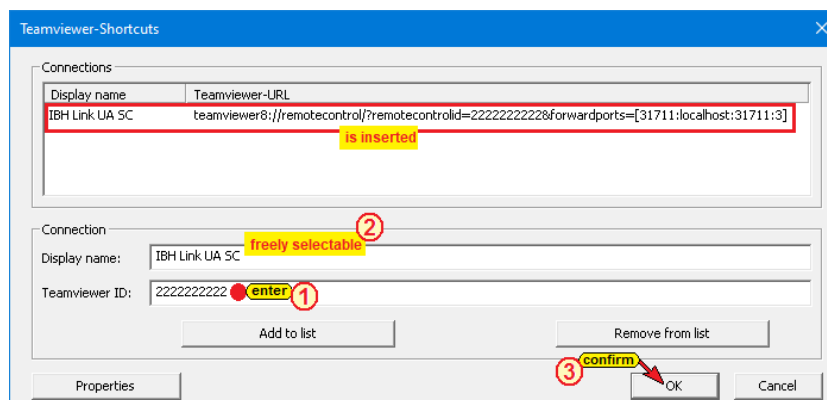 Teamviewer-Shortcuts
Connections
Display name Teamviewer-URL
IBH Link UA SC teamviewer8://remotecontrol/?remotecontrolid=2222222222&forwardports=[31711:localhost:31711:3]
is inserted
Connection
2
freely selectable
Display name: IBH Link UA SC
Teamviewer ID: 2222222222 enter 1
Add to list Remove from list
3 confirm
Properties OK Cancel